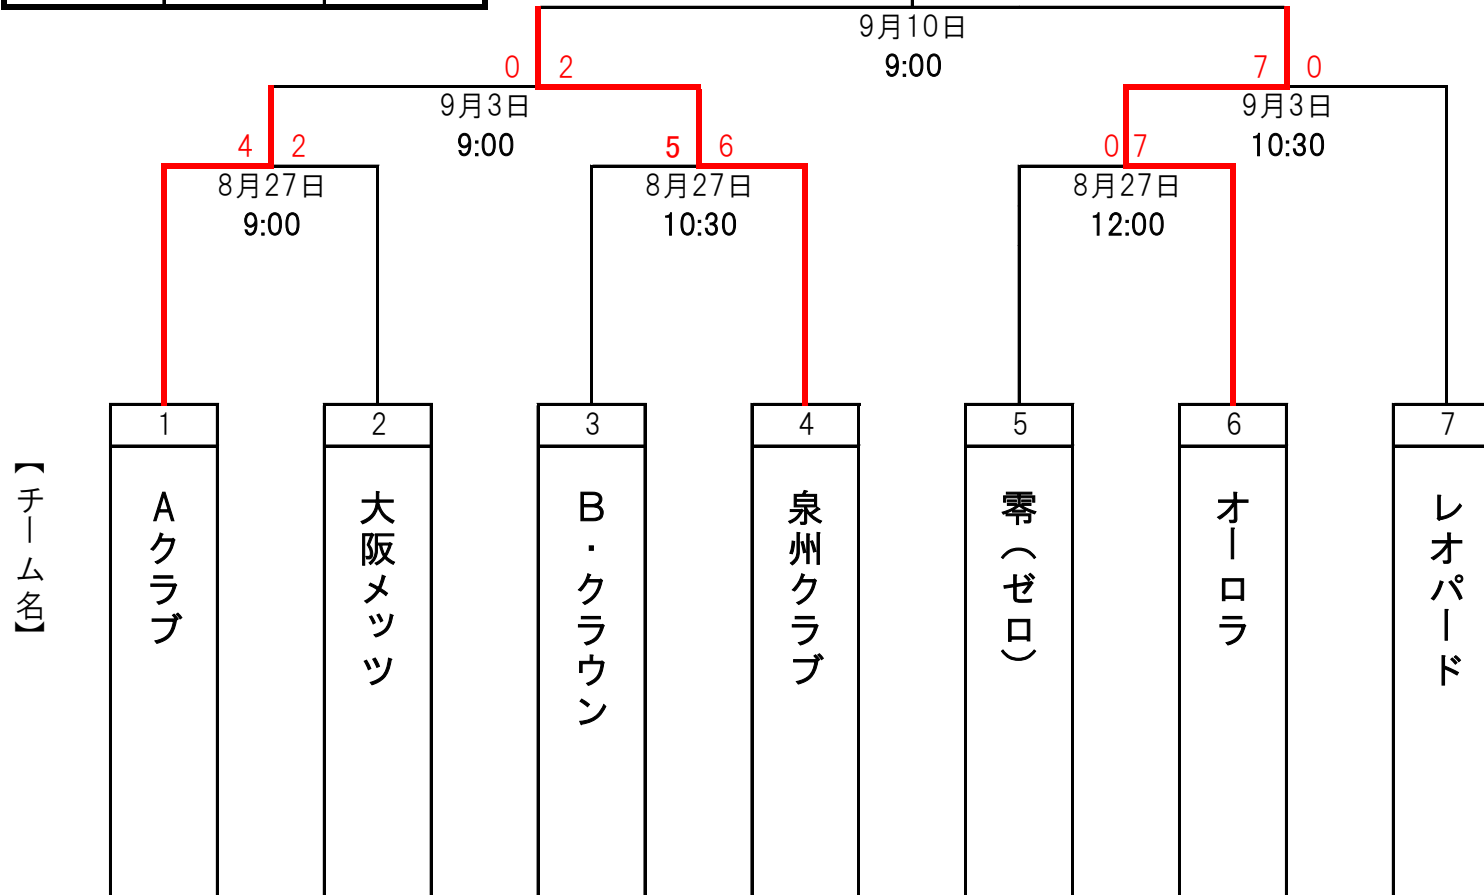 9月10日
9:00
0 2
7 0
9月3日
9:00
9月3日
10:30
4 2
5 6
0 7
8月27日
9:00
8月27日
10:30
8月27日
12:00
1
2
3
4
5
6
7
【チーム名】
Aクラブ
大阪メッツ
B・クラウン
泉州クラブ
零(ゼロ)
オーロラ
レオパード